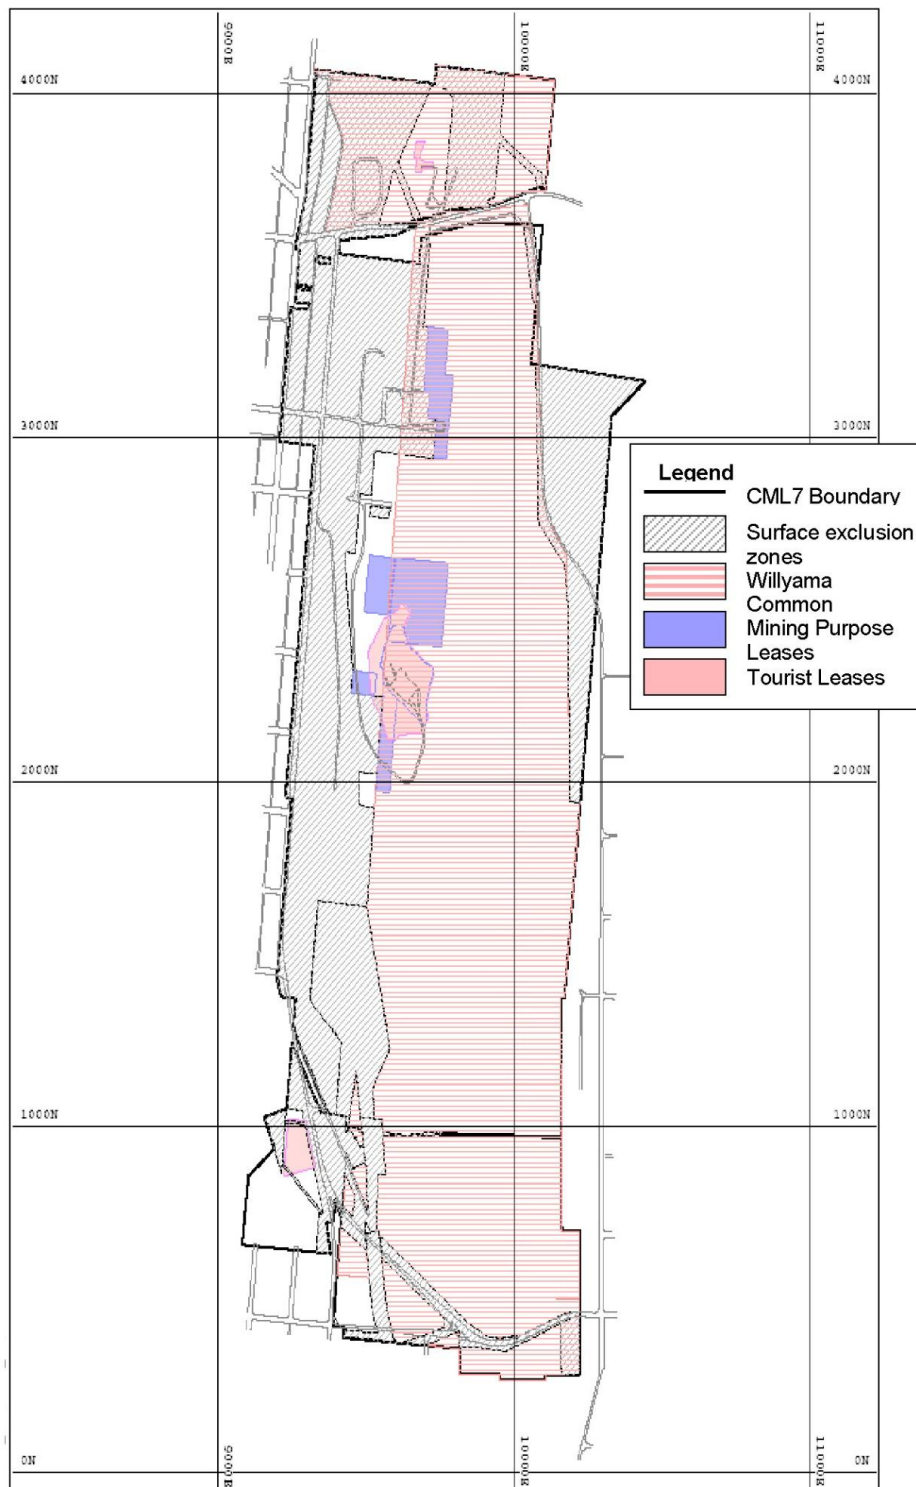 9000E
10000E
11000E
4000N
4000N
3000N
3000N
Legend
CML7 Boundary
Surface exclusion
zones
Willyama
Common
Mining Purpose
Leases
Tourist Leases
2000N
2000N
1000N
1000N
0N
0N
9000E
10000E
11000E